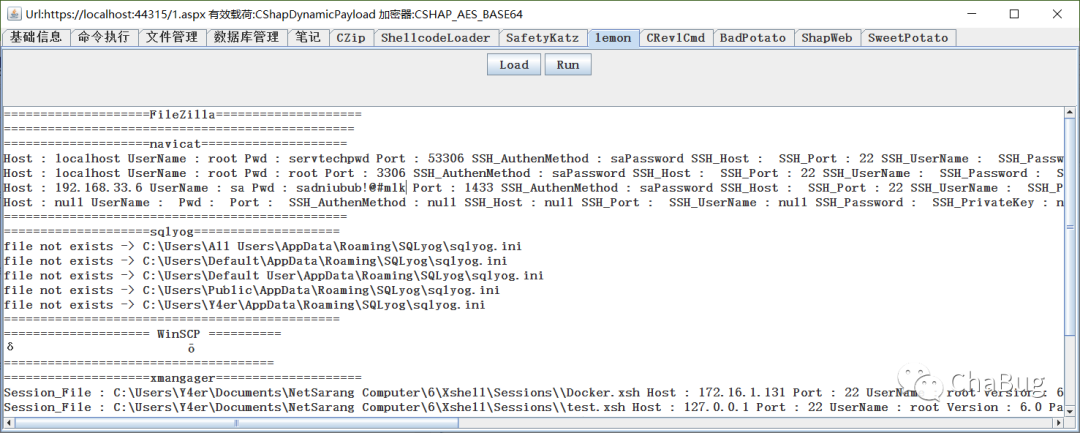 Url:https://localhost:44315/1.aspx 有效载荷:CShapDynamicPayload 加密器:CSHAP_AES_BASE64
基础信息 命令执行 文件管理 数据库管理 笔记 CZip ShellcodeLoader SafetyKatz lemon CRevlCmd BadPotato ShapWeb SweetPotato
Load Run
====================FileZilla====================
================================================
====================navicat====================
Host : localhost UserName : root Pwd : servtechpwd Port : 53306 SSH_AuthenMethod : saPassword SSH_Host :  SSH_Port : 22 SSH_UserName :  SSH_Passw
Host : localhost UserName : root Pwd : root Port : 3306 SSH_AuthenMethod : saPassword SSH_Host :  SSH_Port : 22 SSH_UserName :  SSH_Password :  S
Host : 192.168.33.6 UserName : sa Pwd : sadniubub!@#mlk Port : 1433 SSH_AuthenMethod : saPassword SSH_Host :  SSH_Port : 22 SSH_UserName :  SSH_P
Host : null UserName :  Pwd :  Port :  SSH_AuthenMethod : null SSH_Host : null SSH_Port :  SSH_UserName : null SSH_Password :  SSH_PrivateKey : n
===============================================
====================sqlyog====================
file not exists -> C:\Users\All Users\AppData\Roaming\SQLyog\sqlyog.ini
file not exists -> C:\Users\Default\AppData\Roaming\SQLyog\sqlyog.ini
file not exists -> C:\Users\Default User\AppData\Roaming\SQLyog\sqlyog.ini
file not exists -> C:\Users\Public\AppData\Roaming\SQLyog\sqlyog.ini
file not exists -> C:\Users\Y4er\AppData\Roaming\SQLyog\sqlyog.ini
==============================================
==================== WinSCP ==========
δ ō
=====================================
====================xmangager====================
Session_File : C:\Users\Y4er\Documents\NetSarang Computer\6\Xshell\Sessions\\Docker.xsh Host : 172.16.1.131 Port : 22 UserName : root Version : 6
Session_File : C:\Users\Y4er\Documents\NetSarang Computer\6\Xshell\Sessions\\test.xsh Host : 127.0.0.1 Port : 22 UserName : root Version : 6.0 Pa
ChaBug